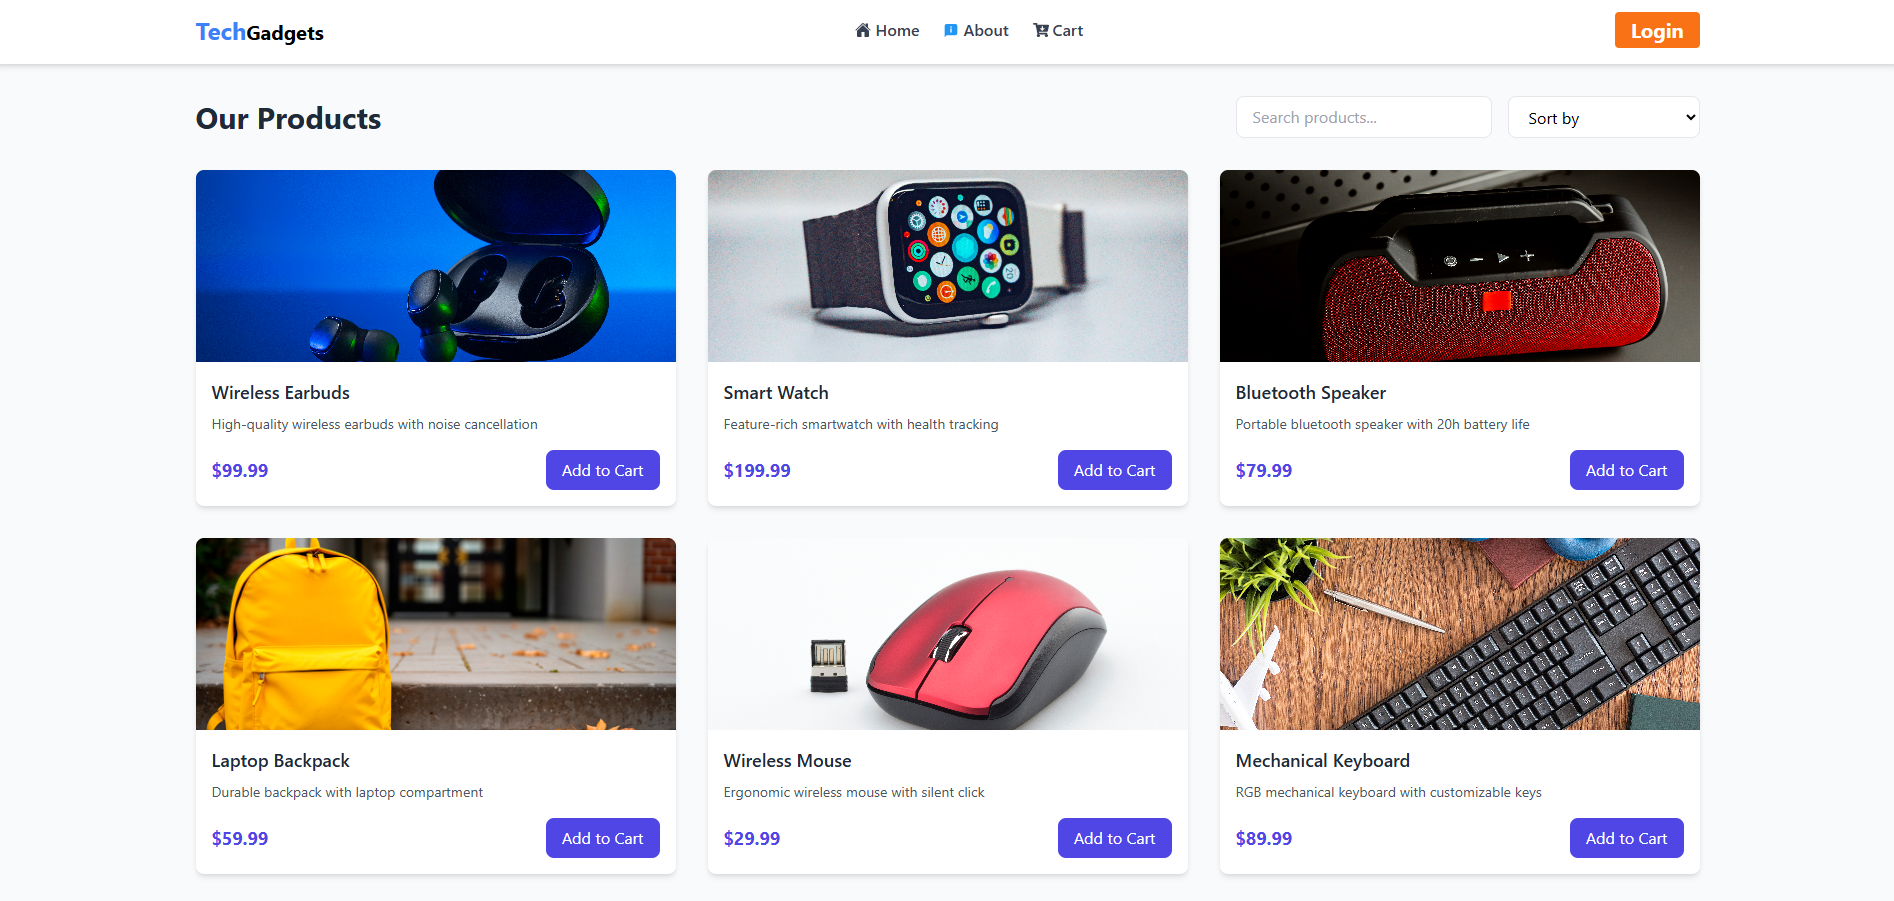 TechGadgets
Home
About
Cart
Login
Our Products
Search products...
Sort by
Wireless Earbuds
High-quality wireless earbuds with noise cancellation
$99.99
Add to Cart
Smart Watch
Feature-rich smartwatch with health tracking
$199.99
Add to Cart
Bluetooth Speaker
Portable bluetooth speaker with 20h battery life
$79.99
Add to Cart
Laptop Backpack
Durable backpack with laptop compartment
$59.99
Add to Cart
Wireless Mouse
Ergonomic wireless mouse with silent click
$29.99
Add to Cart
Mechanical Keyboard
RGB mechanical keyboard with customizable keys
$89.99
Add to Cart